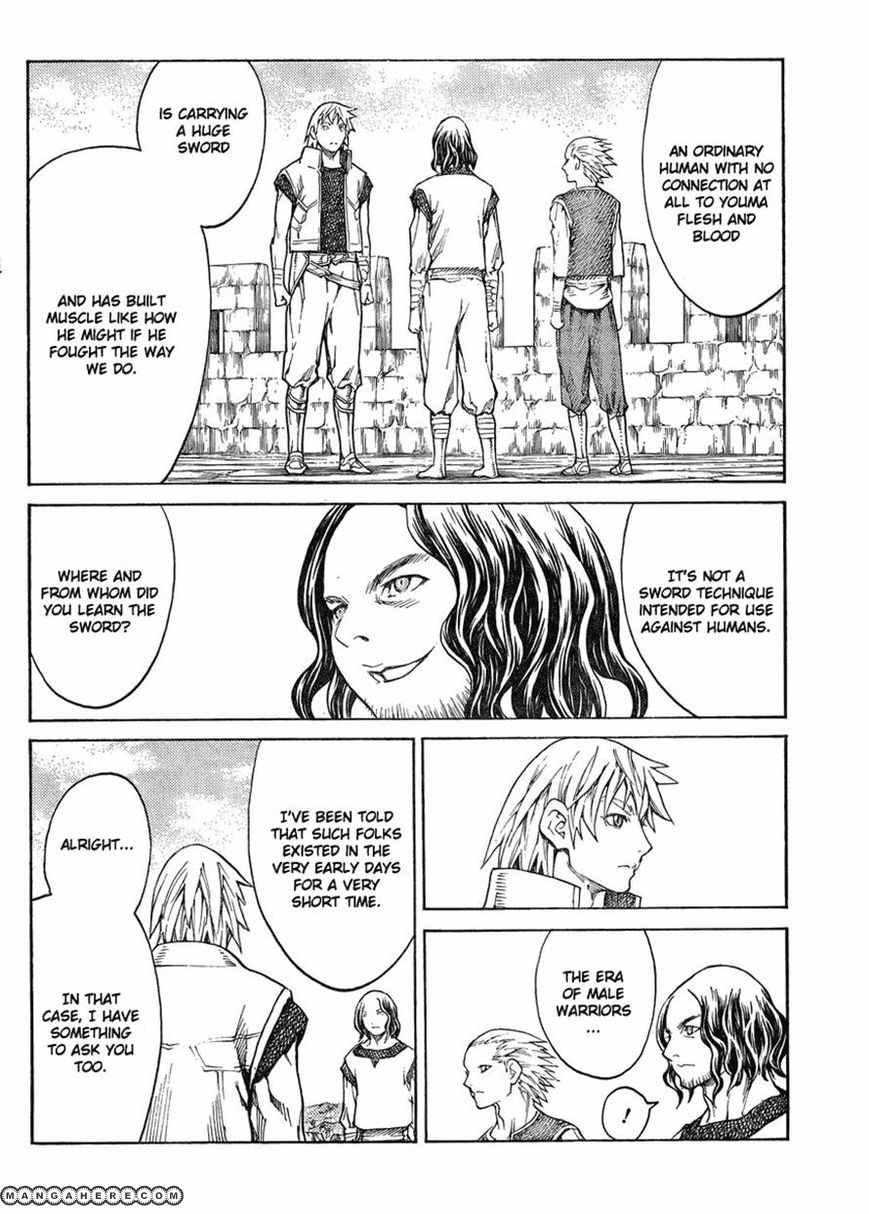 AN ORDINARY
HUMAN WITH NO
CONNECTION AT
ALL TO YOUMA
FLESH AND
BLOOD
IS CARRYING
A HUGE
SWORD
AND HAS BUILT
MUSCLE LIKE HOW
HE MIGHT IF HE
FOUGHT THE WAY
WE DO.
IT'S NOT A
SWORD TECHNIQUE
INTENDED FOR USE
AGAINST HUMANS.
WHERE AND
FROM WHOM DID
YOU LEARN THE
SWORD?
THE ERA
OF MALE
WARRIORS
...
!
I'VE BEEN TOLD
THAT SUCH FOLKS
EXISTED IN THE
VERY EARLY DAYS
FOR A VERY
SHORT TIME.
ALRIGHT...
IN THAT
CASE, I HAVE
SOMETHING
TO ASK YOU
TOO.
MANGAHERE.COM